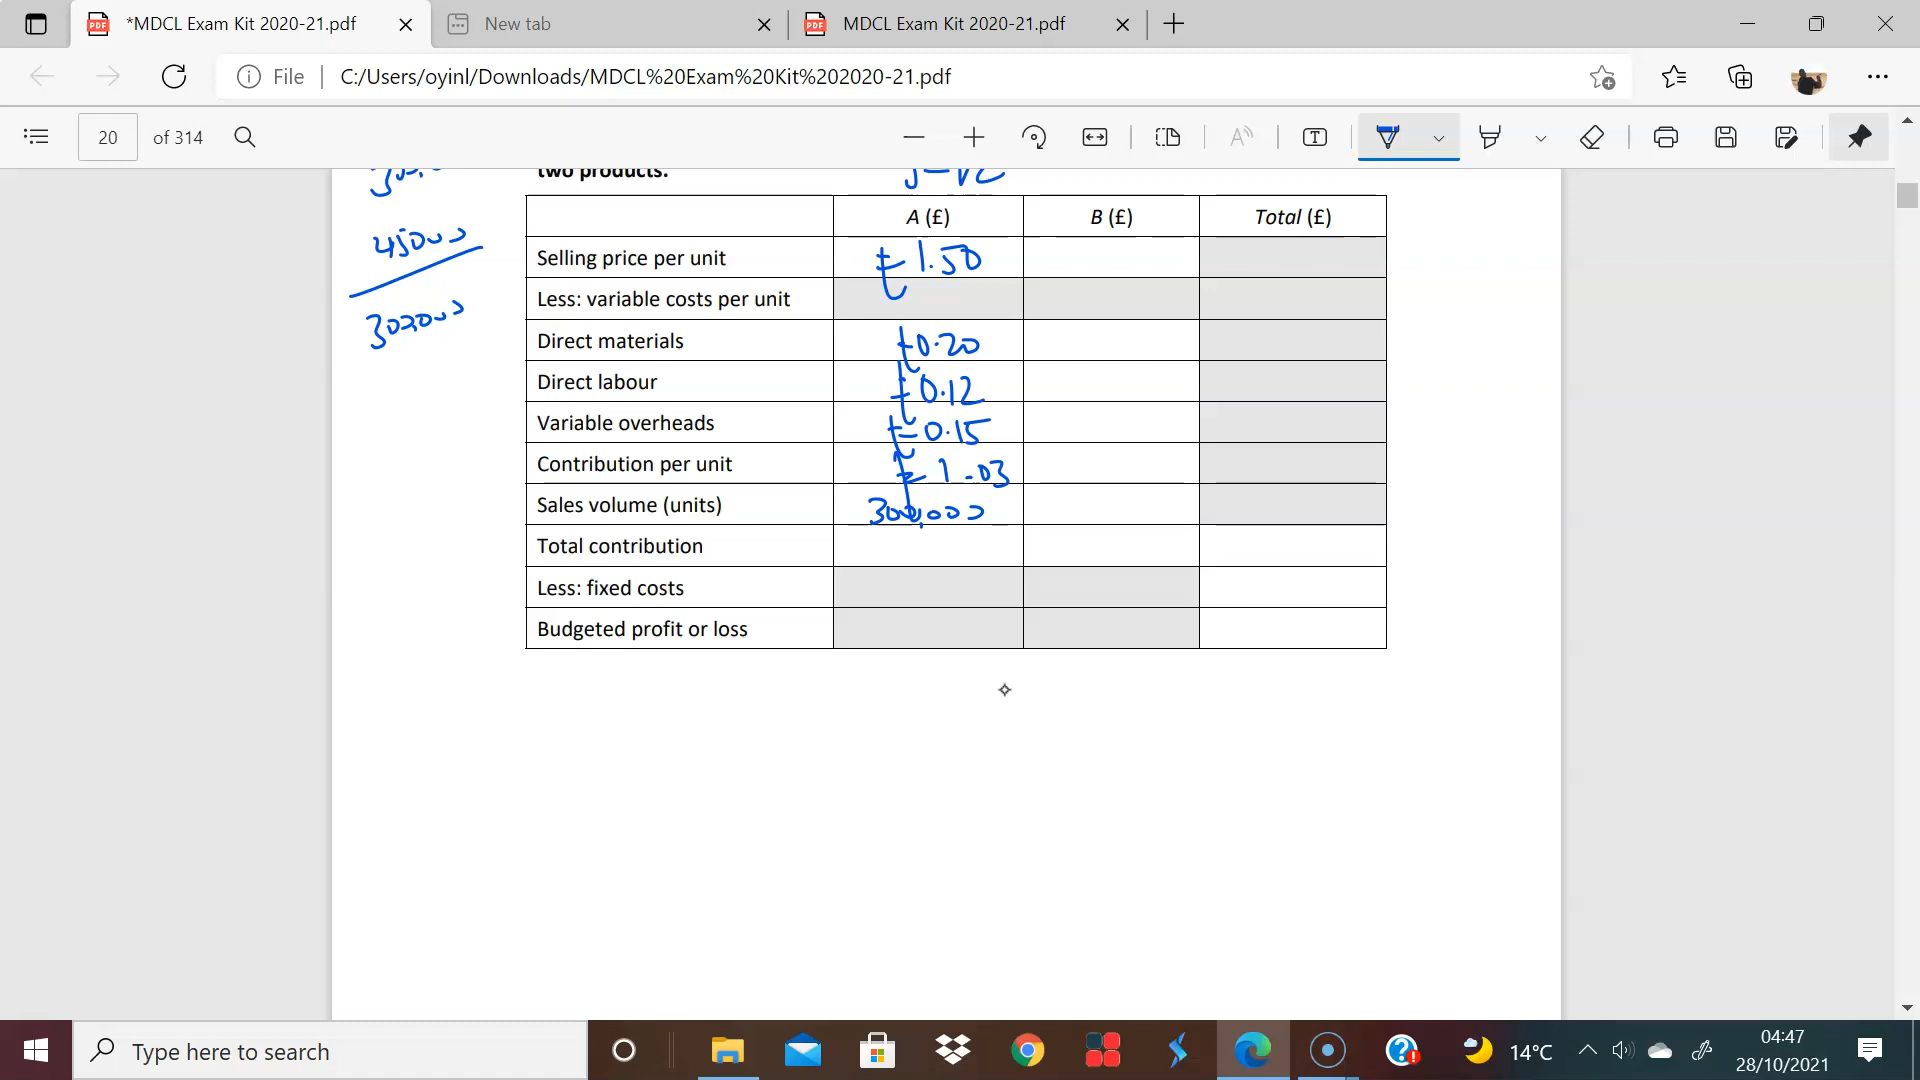 *MDCL Exam Kit 2020-21.pdf
New tab
MDCL Exam Kit 2020-21.pdf
File
C:/Users/oyinl/Downloads/MDCL%20Exam%20Kit%202020-21.pdf
20 of 314
two products.
A (£) B (£) Total (£)
45000
Selling price per unit £1.50
Less: variable costs per unit
Direct materials £0.20
Direct labour £0.12
Variable overheads £0.15
Contribution per unit £1.03
Sales volume (units) 300,000
Total contribution
Less: fixed costs
Budgeted profit or loss
Type here to search
14°C
04:47
28/10/2021